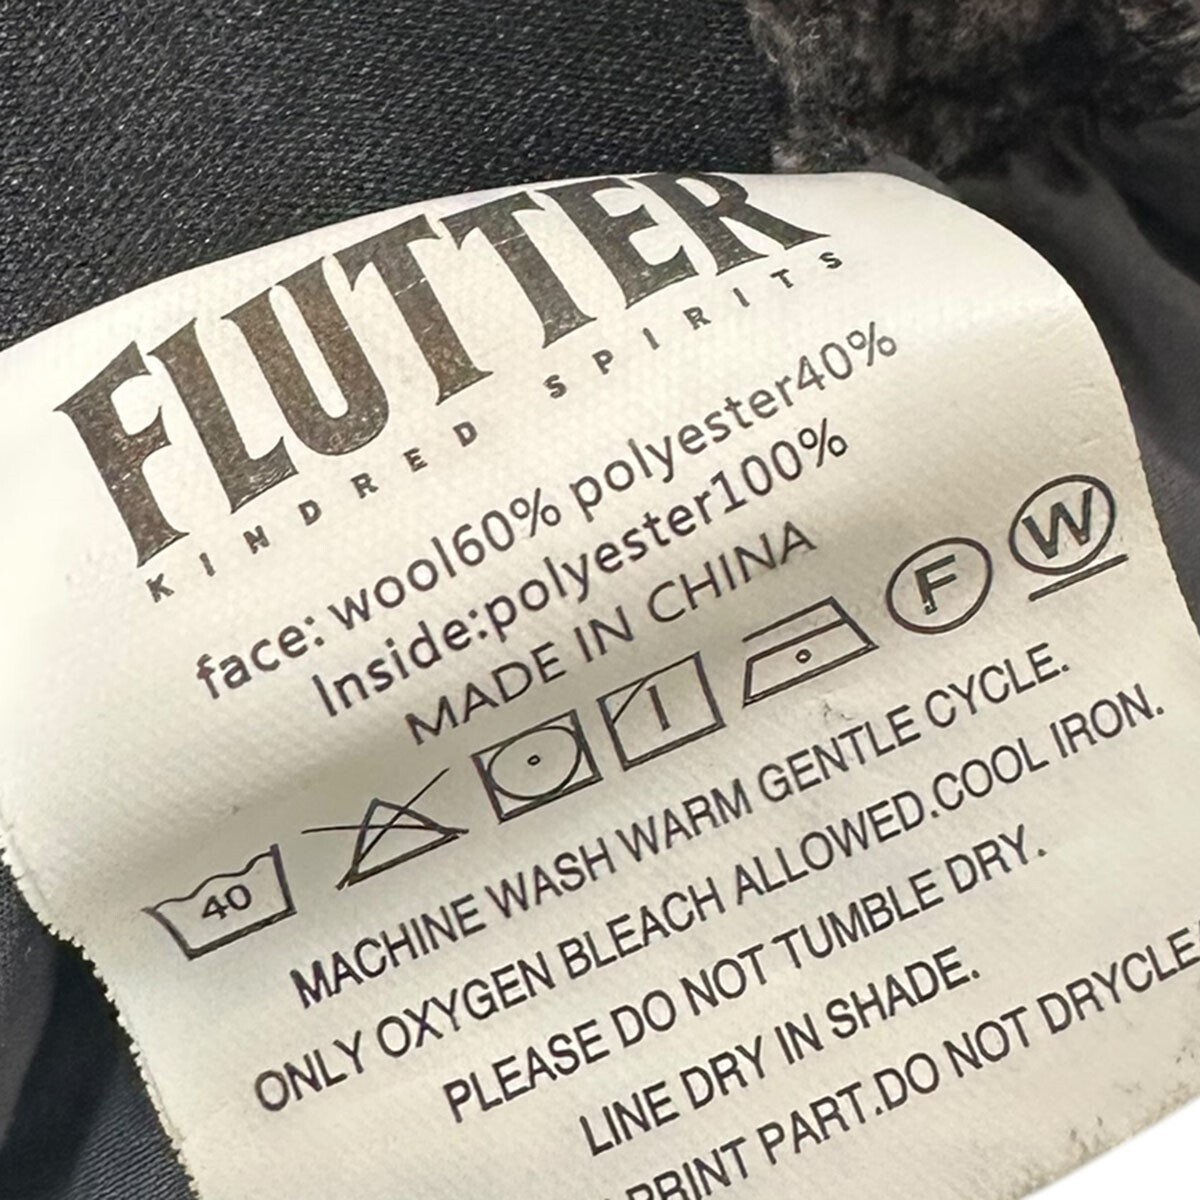 FLUTTER
KINDRED SPIRITS
face: wool60% polyester40%
Inside:polyester100%
MADE IN CHINA
40
F W
MACHINE WASH WARM GENTLE CYCLE.
ONLY OXYGEN BLEACH ALLOWED.COOL IRON.
PLEASE DO NOT TUMBLE DRY.
LINE DRY IN SHADE.
PRINT PART.DO NOT DRYCLEA